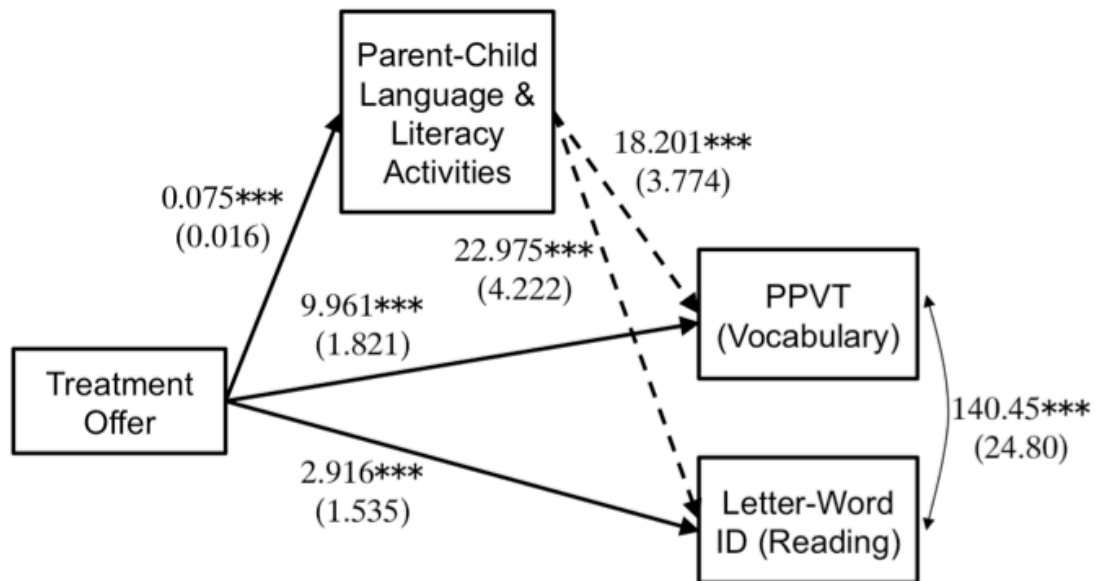 Parent-Child
Language &
Literacy
Activities
0.075***
(0.016)
18.201***
(3.774)
22.975***
(4.222)
9.961***
(1.821)
PPVT
(Vocabulary)
Treatment
Offer
140.45***
(24.80)
2.916***
(1.535)
Letter-Word
ID (Reading)